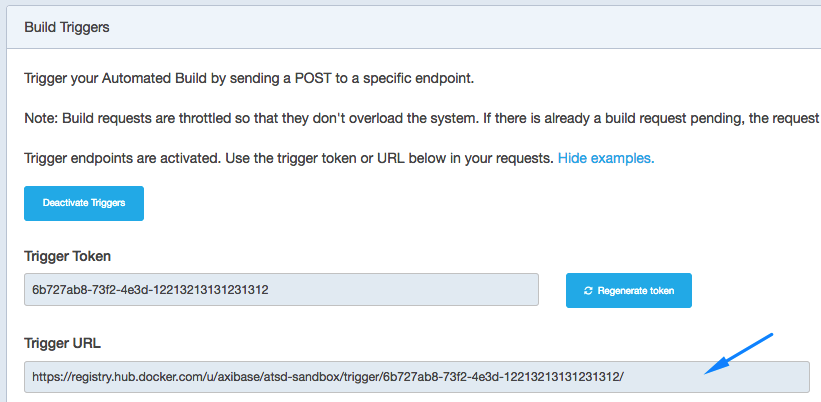 Build Triggers
Trigger your Automated Build by sending a POST to a specific endpoint.
Note: Build requests are throttled so that they don't overload the system. If there is already a build request pending, the request
Trigger endpoints are activated. Use the trigger token or URL below in your requests. Hide examples.
Deactivate Triggers
Trigger Token
6b727ab8-73f2-4e3d-12213213131231312
Regenerate token
Trigger URL
https://registry.hub.docker.com/u/axibase/atsd-sandbox/trigger/6b727ab8-73f2-4e3d-12213213131231312/